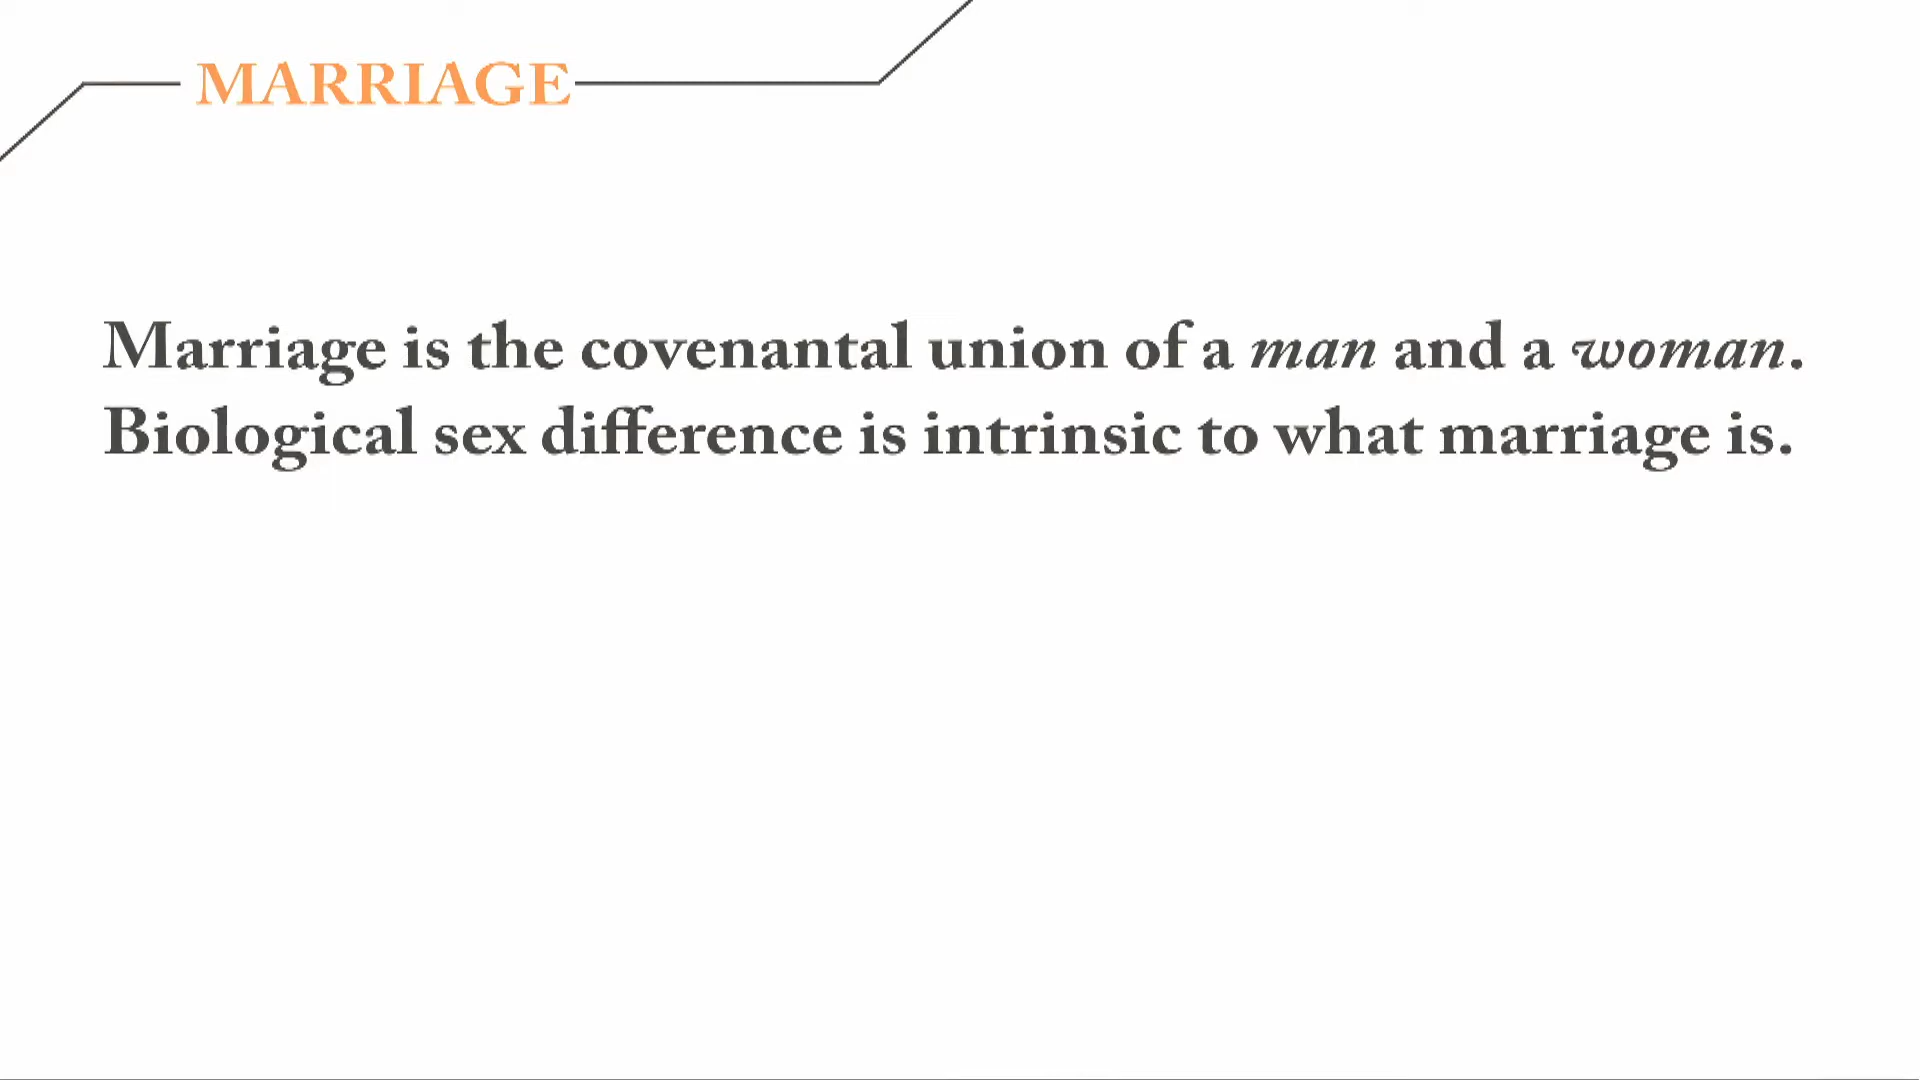 MARRIAGE
Marriage is the covenantal union of a man and a woman.
Biological sex difference is intrinsic to what marriage is.